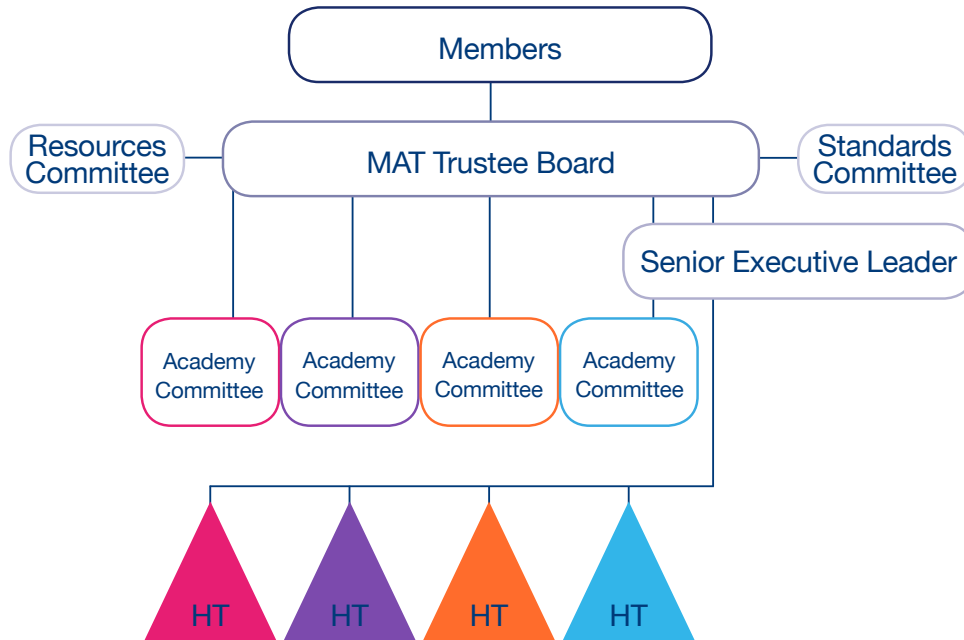 Members
Resources
Committee
MAT Trustee Board
Standards
Committee
Senior Executive Leader
Academy
Committee
Academy
Committee
Academy
Committee
Academy
Committee
HT
HT
HT
HT